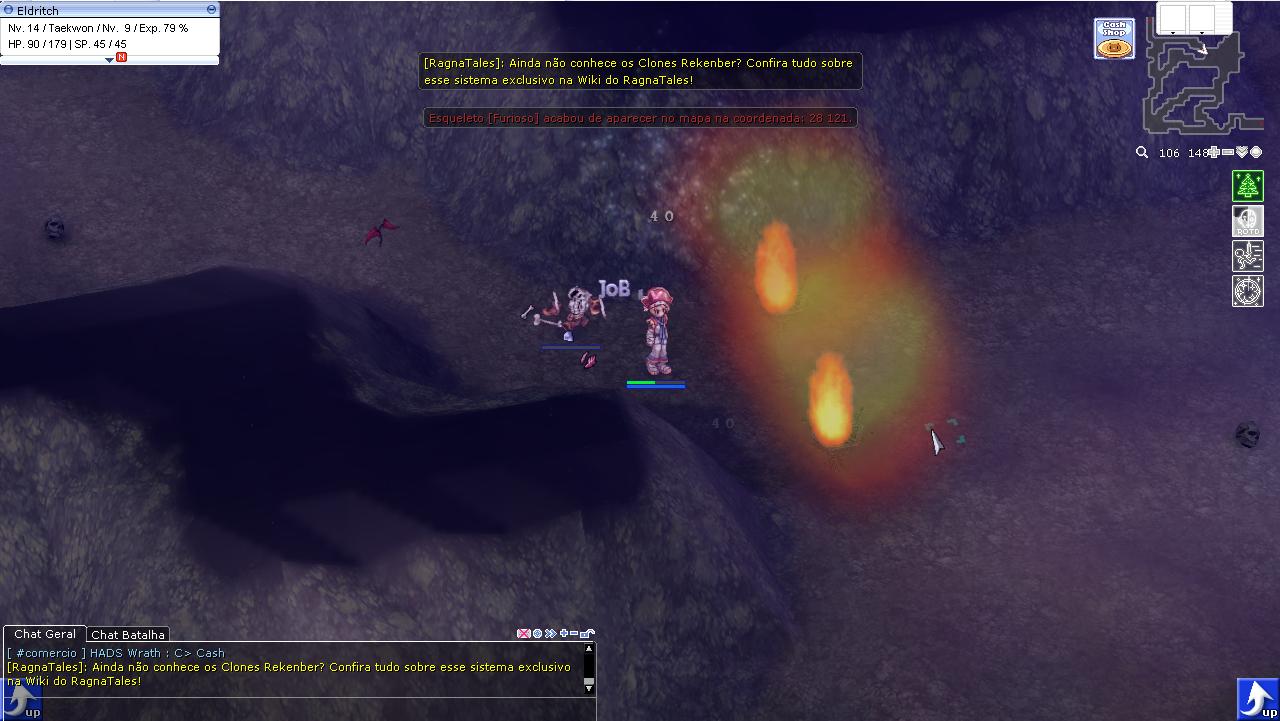 Eldritch
Nv. 14 / Taekwon / Nv. 9 / Exp. 79 %
HP. 90 / 179 | SP. 45 / 45
N
[RagnaTales]: Ainda não conhece os Clones Rekenber? Confira tudo sobre
esse sistema exclusivo na Wiki do RagnaTales!
Esqueleto [Furioso] acabou de aparecer no mapa na coordenada: 28 121.
Cash
Shop
106 148
ROTD
40
JoB
40
Chat Geral
Chat Batalha
[ #comercio ] HADS Wrath : C> Cash
[RagnaTales]: Ainda não conhece os Clones Rekenber? Confira tudo sobre esse sistema exclusivo
na Wiki do RagnaTales!
up
up